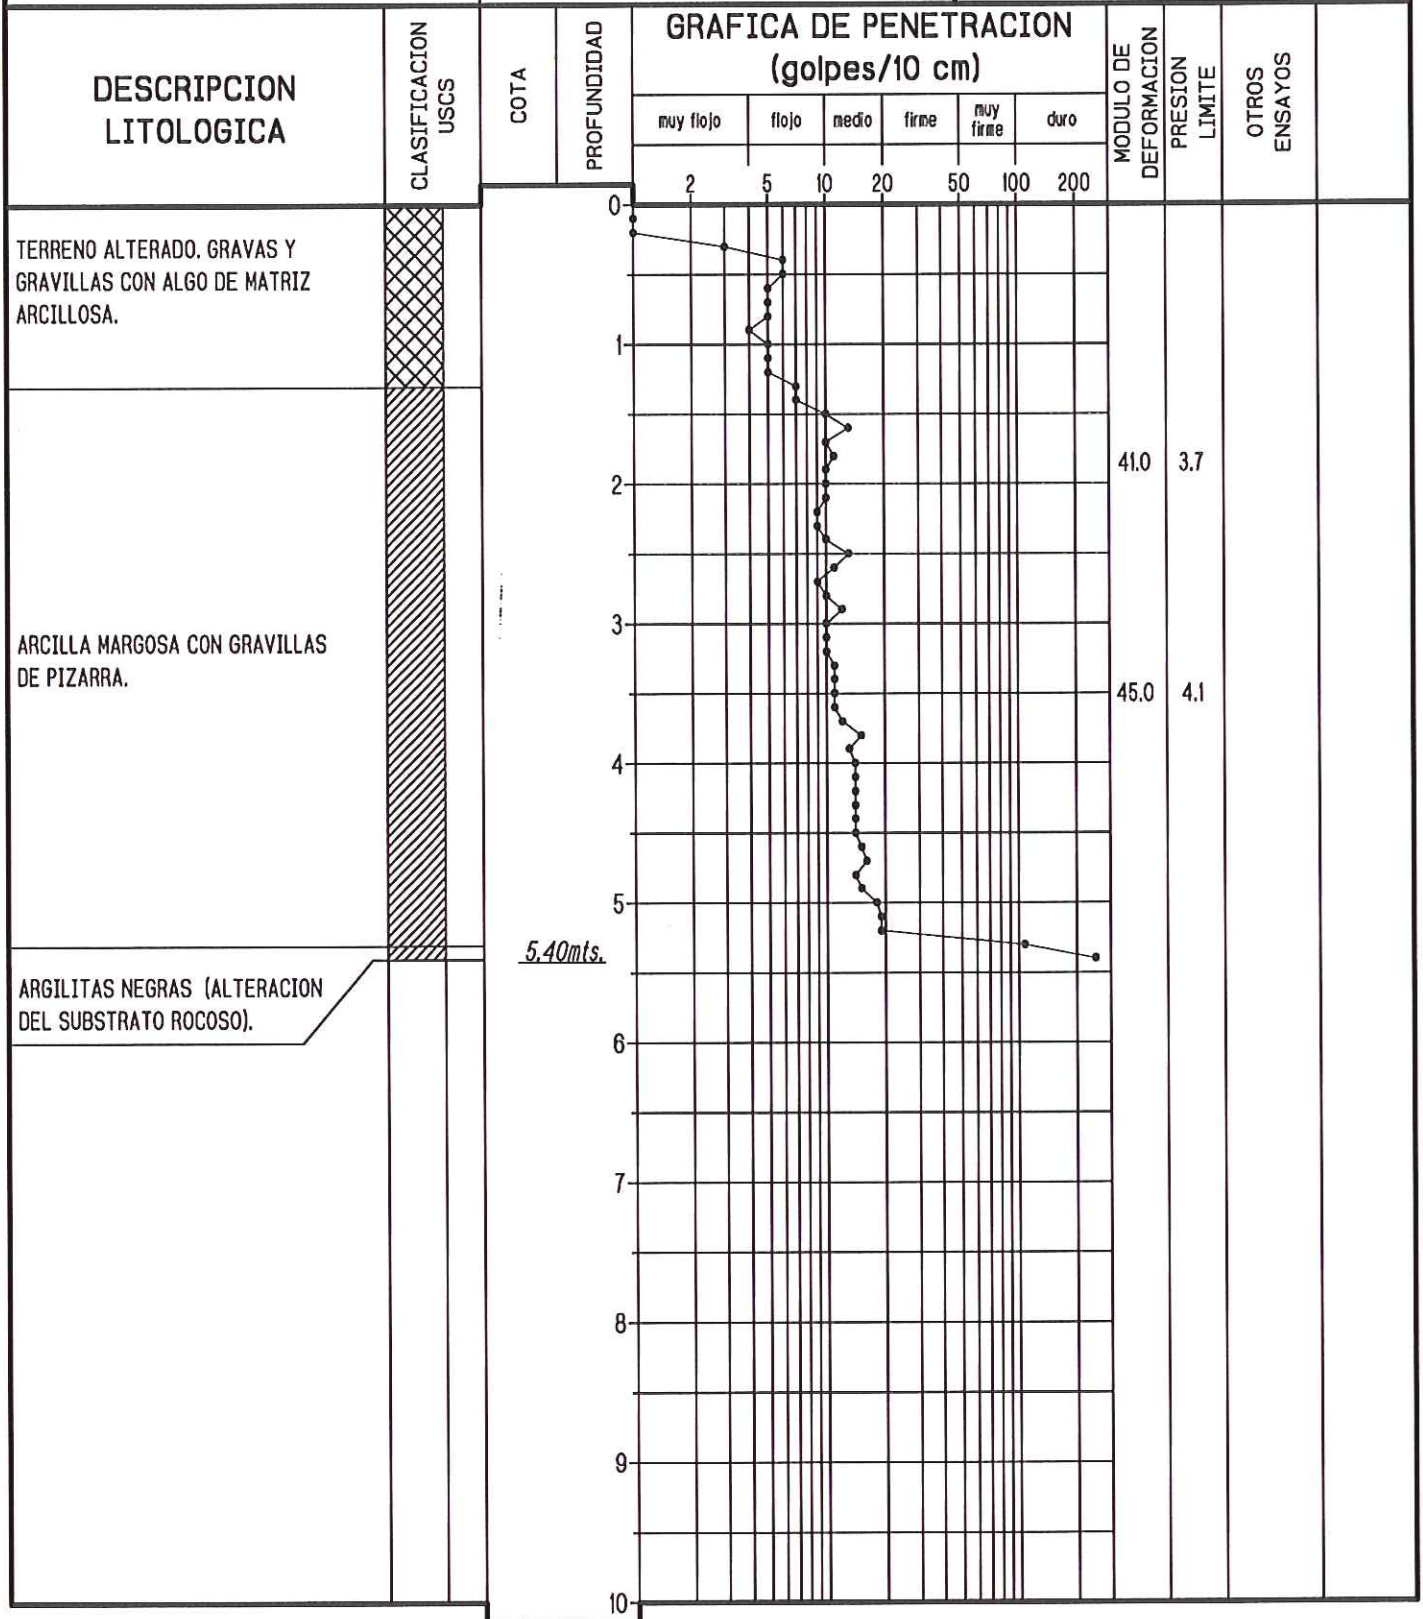 DESCRIPCION
LITOLOGICA
CLASIFICACION
USCS
COTA
PROFUNDIDAD
GRAFICA DE PENETRACION
(golpes/10 cm)
muy flojo
flojo
medio
firme
muy
firme
duro
2 5 10 20 50 100 200
MODULO DE
DEFORMACION
PRESION
LIMITE
OTROS
ENSAYOS
0
TERRENO ALTERADO. GRAVAS Y
GRAVILLAS CON ALGO DE MATRIZ
ARCILLOSA.
1
41.0 3.7
2
3
ARCILLA MARGOSA CON GRAVILLAS
DE PIZARRA.
45.0 4.1
4
5
5.40mts.
ARGILITAS NEGRAS (ALTERACION
DEL SUBSTRATO ROCOSO).
6
7
8
9
10